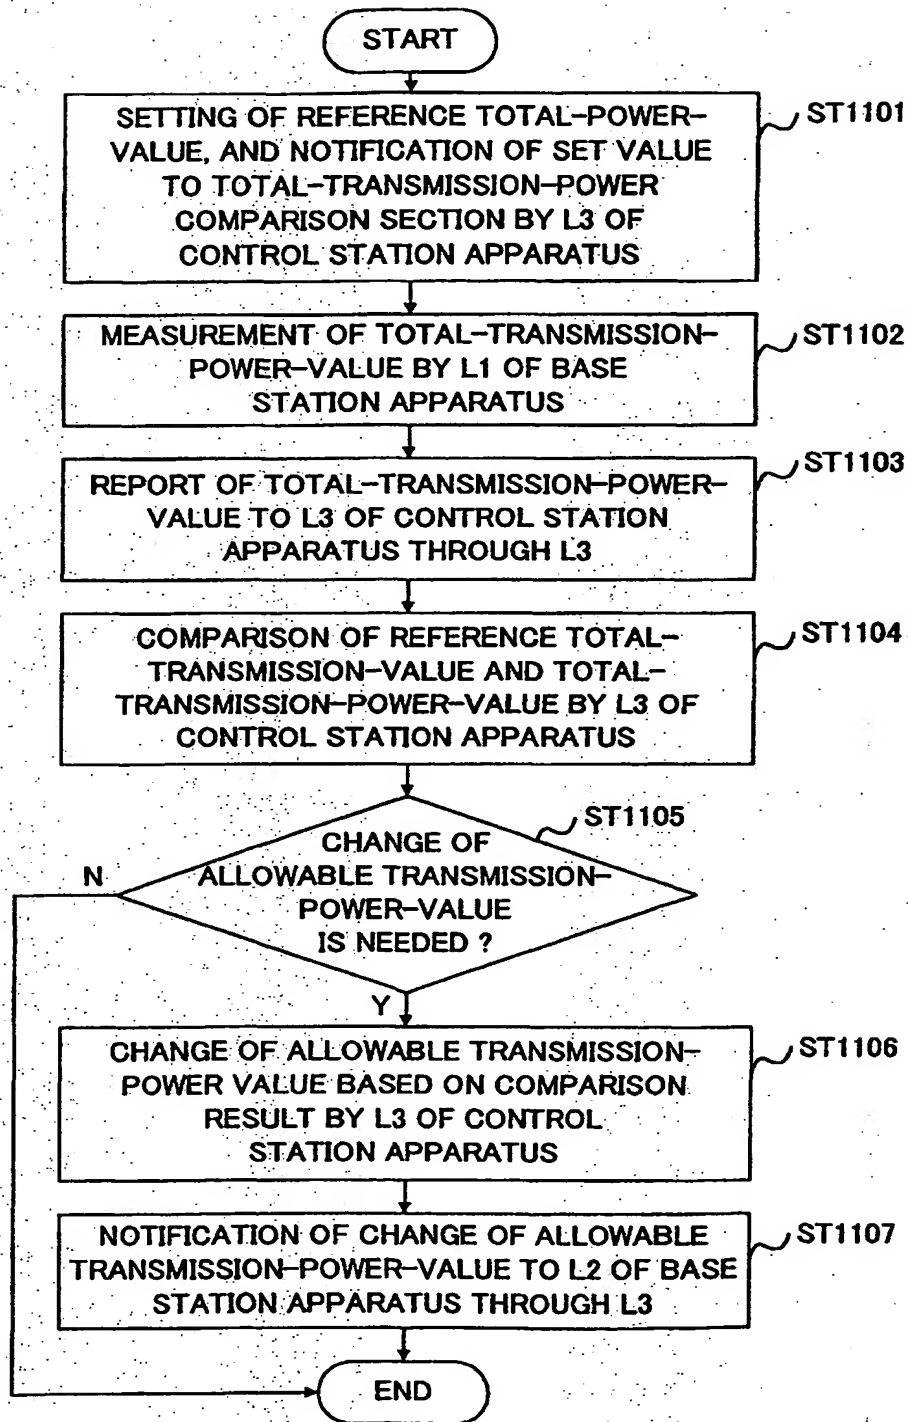 START
SETTING OF REFERENCE TOTAL-POWER-
VALUE, AND NOTIFICATION OF SET VALUE
TO TOTAL-TRANSMISSION-POWER
COMPARISON SECTION BY L3 OF
CONTROL STATION APPARATUS
ST1101
MEASUREMENT OF TOTAL-TRANSMISSION-
POWER-VALUE BY L1 OF BASE
STATION APPARATUS
ST1102
REPORT OF TOTAL-TRANSMISSION-POWER-
VALUE TO L3 OF CONTROL STATION
APPARATUS THROUGH L3
ST1103
COMPARISON OF REFERENCE TOTAL-
TRANSMISSION-VALUE AND TOTAL-
TRANSMISSION-POWER-VALUE BY L3 OF
CONTROL STATION APPARATUS
ST1104
ST1105
CHANGE OF
ALLOWABLE TRANSMISSION-
POWER-VALUE
IS NEEDED ?
N
Y
CHANGE OF ALLOWABLE TRANSMISSION-
POWER VALUE BASED ON COMPARISON
RESULT BY L3 OF CONTROL
STATION APPARATUS
ST1106
NOTIFICATION OF CHANGE OF ALLOWABLE
TRANSMISSION-POWER-VALUE TO L2 OF BASE
STATION APPARATUS THROUGH L3
ST1107
END